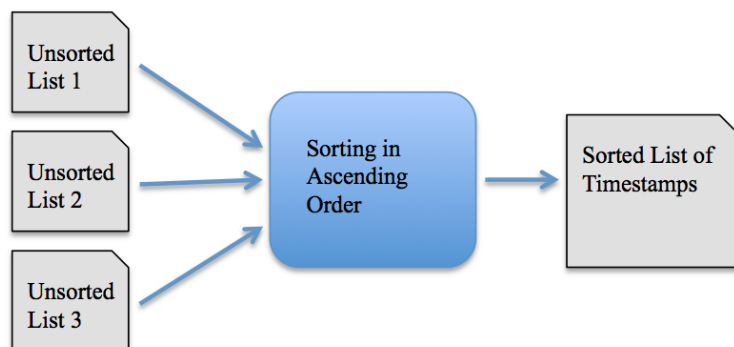 Unsorted
List 1
Unsorted
List 2
Unsorted
List 3
Sorting in
Ascending
Order
Sorted List of
Timestamps